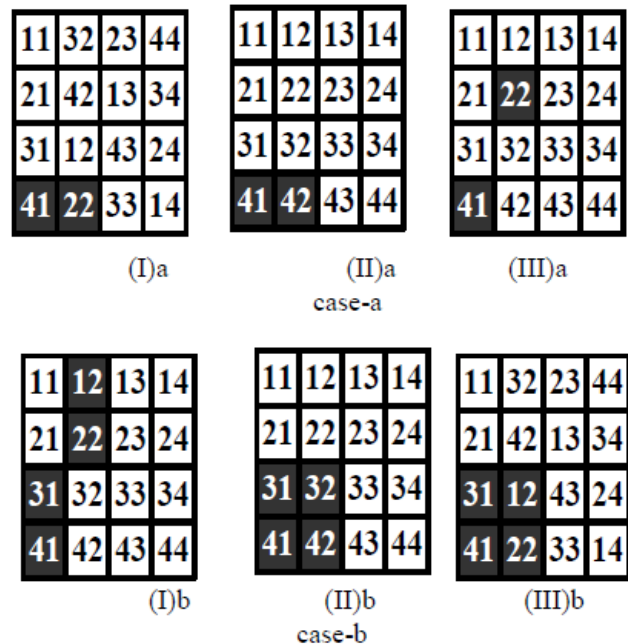 11 32 23 44
21 42 13 34
31 12 43 24
41 22 33 14
(I)a
11 12 13 14
21 22 23 24
31 32 33 34
41 42 43 44
(II)a
11 12 13 14
21 22 23 24
31 32 33 34
41 42 43 44
(III)a
case-a
11 12 13 14
21 22 23 24
31 32 33 34
41 42 43 44
(I)b
11 12 13 14
21 22 23 24
31 32 33 34
41 42 43 44
(II)b
11 32 23 44
21 42 13 34
31 12 43 24
41 22 33 14
(III)b
case-b